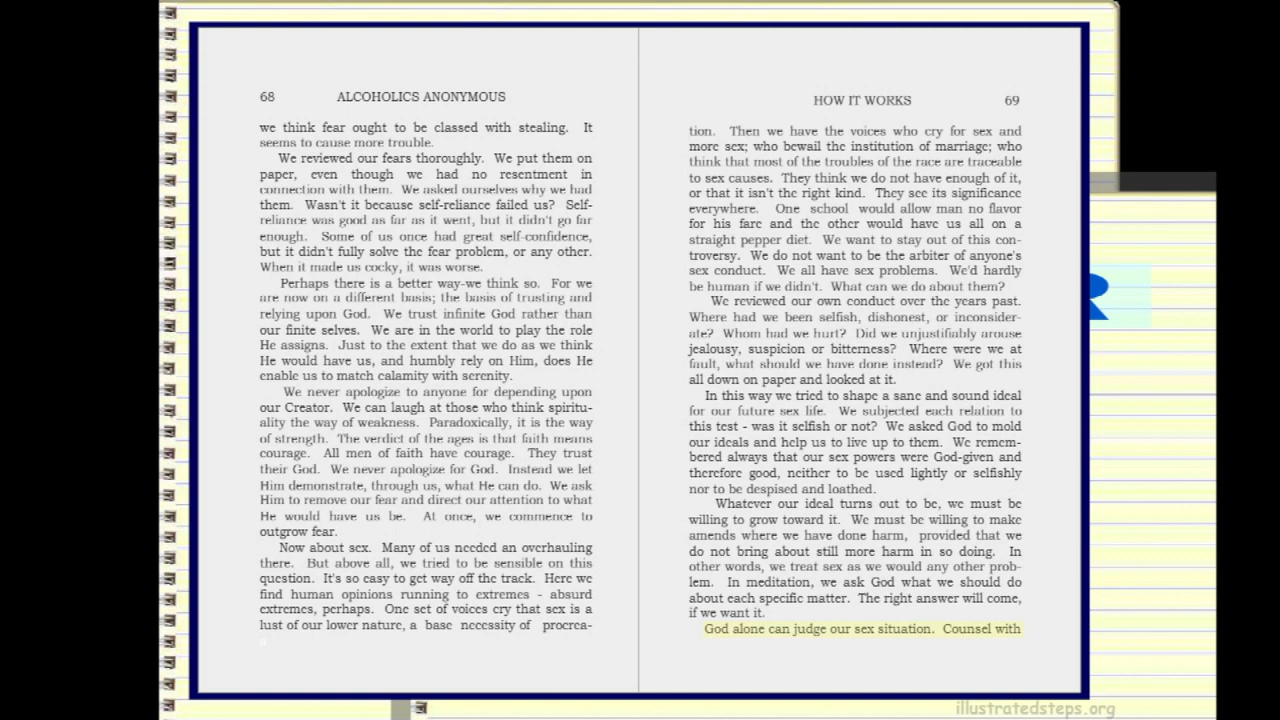 68 ALCOHOLICS ANONYMOUS
we think fear ought to be classed with stealing. It
seems to cause more trouble.
We reviewed our fears thoroughly. We put them on
paper, even though we had no resentment in
connection with them. We asked ourselves why we had
them. Wasn't it because self-reliance failed us? Self-
reliance was good as far as it went, but it didn't go far
enough. Some of us once had great self-confidence,
but it didn't fully solve the fear problem, or any other.
When it made us cocky, it was worse.
Perhaps there is a better way-we think so. For we
are now on a different basis; the basis of trusting and
relying upon God. We trust infinite God rather than
our finite selves. We are in the world to play the role
He assigns. Just to the extent that we do as we think
He would have us, and humbly rely on Him, does He
enable us to match calamity with serenity.
We never apologize to anyone for depending upon
our Creator. We can laugh at those who think spiritu-
ality the way of weakness. Paradoxically, it is the way
of strength. The verdict of the ages is that faith means
courage. All men of faith have courage. They trust
their God. We never apologize for God. Instead we let
Him demonstrate, through us, what He can do. We ask
Him to remove our fear and direct our attention to what
He would have us be. At once, we commence to
outgrow fear.
Now about sex. Many of us needed an overhauling
there. But above all, we tried to be sensible on this
question. It's so easy to get way off the track. Here we
find human opinions running to extremes - absurd
extremes, perhaps. One set of voices cry that sex is a
lust of our lower nature, a base necessity of procrea-
HOW IT WORKS 69
tion. Then we have the voices who cry for sex and
more sex; who bewail the institution of marriage; who
think that most of the troubles of the race are traceable
to sex causes. They think we do not have enough of it,
or that it isn't the right kind. They see its significance
everywhere. One school would allow man no flavor
for his fare and the other would have us all on a
straight pepper diet. We want to stay out of this con-
troversy. We do not want to be the arbiter of anyone's
sex conduct. We all have sex problems. We'd hardly
be human if we didn't. What can we do about them?
We reviewed our own conduct over the years past.
Where had we been selfish, dishonest, or inconsider-
ate? Whom had we hurt? Did we unjustifiably arouse
jealousy, suspicion or bitterness? Where were we at
fault, what should we have done instead? We got this
all down on paper and looked at it.
In this way we tried to shape a sane and sound ideal
for our future sex life. We subjected each relation to
this test - was it selfish or not? We asked God to mold
our ideals and help us to live up to them. We remem-
bered always that our sex powers were God-given and
therefore good, neither to be used lightly or selfishly
nor to be despised and loathed.
Whatever our ideal turns out to be, we must be
willing to grow toward it. We must be willing to make
amends where we have done harm, provided that we
do not bring about still more harm in so doing. In
other words, we treat sex as we would any other prob-
lem. In meditation, we ask God what we should do
about each specific matter. The right answer will come,
if we want it.
God alone can judge our sex situation. Counsel with
R
illustratedsteps.org